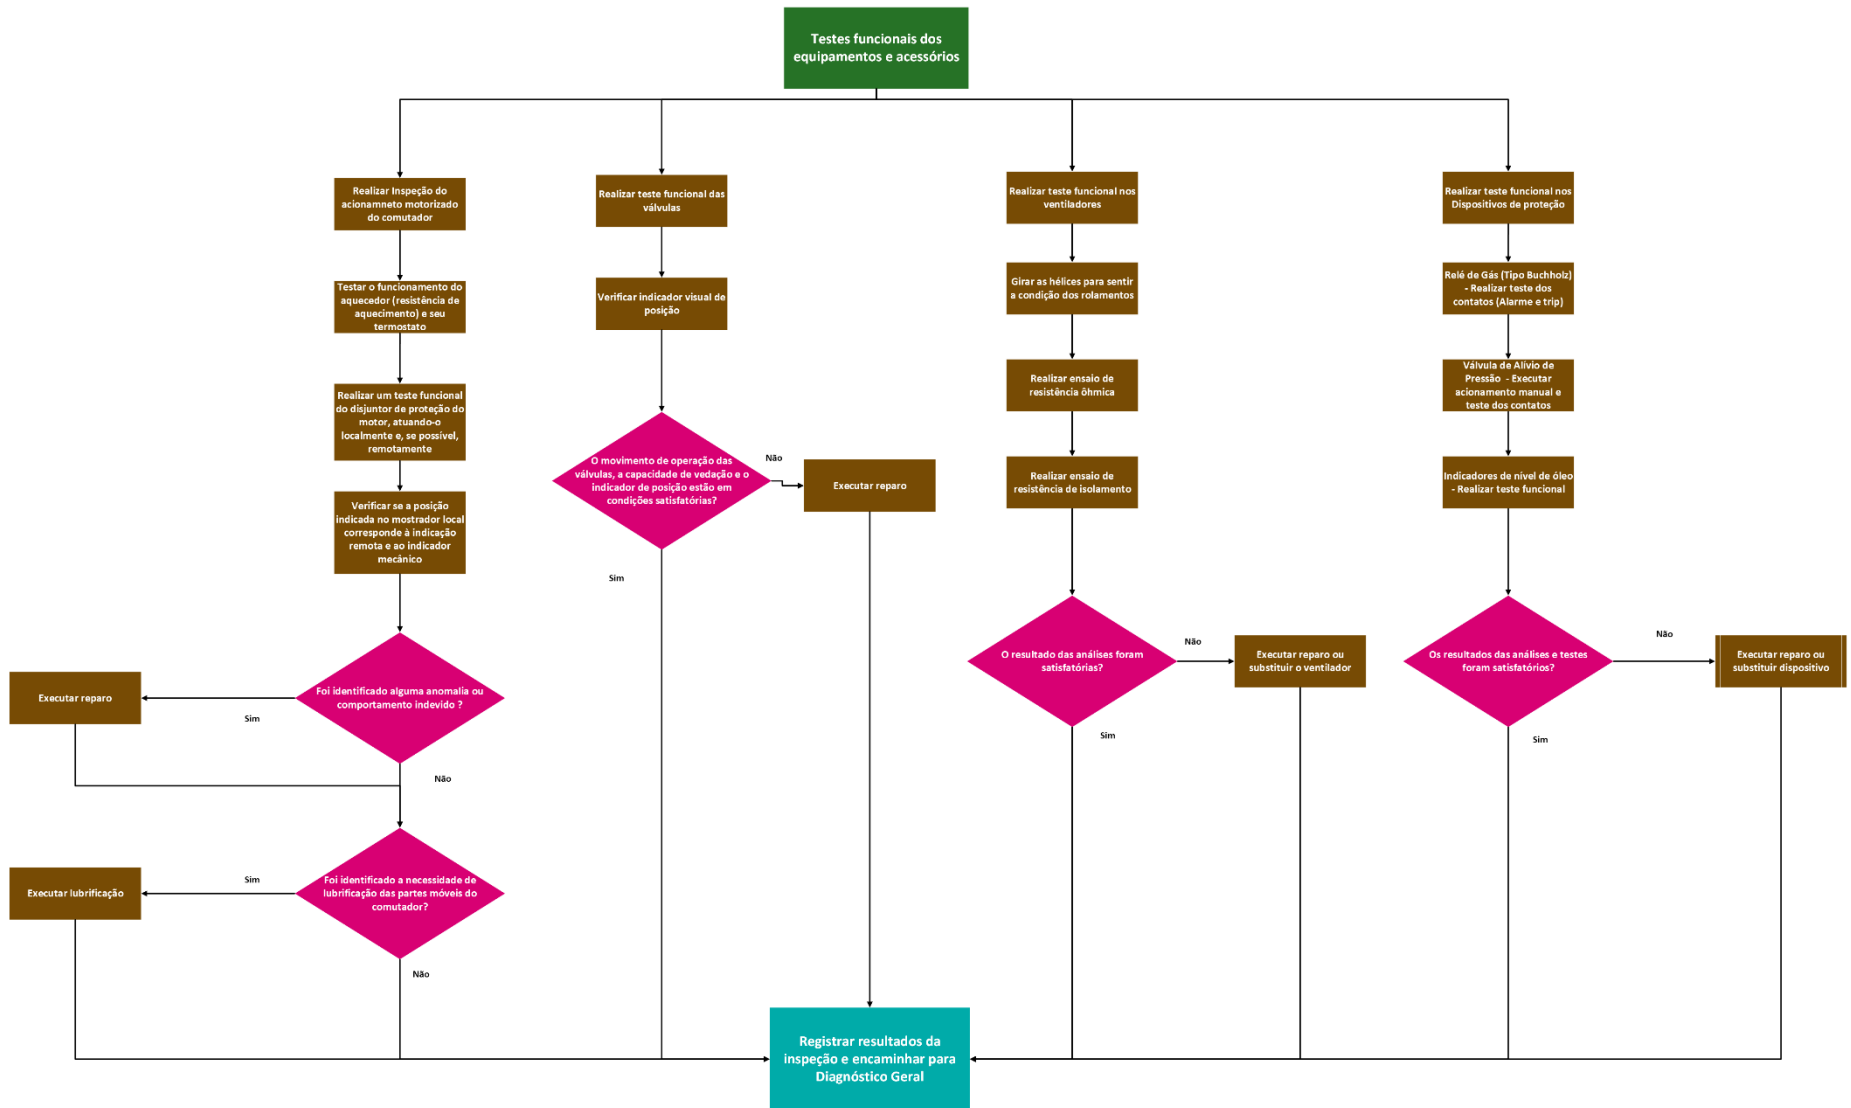 Testes funcionais dos
equipamentos e acessórios
Realizar Inspeção do
acionamneto motorizado
do comutador
Realizar teste funcional das
válvulas
Realizar teste funcional nos
ventiladores
Realizar teste funcional nos
Dispositivos de proteção
Testar o funcionamento do
aquecedor (resistência de
aquecimento) e seu
termostato
Verificar indicador visual de
posição
Girar as hélices para sentir
a condição dos rolamentos
Relé de Gás (Tipo Buchholz)
- Realizar teste dos
contatos (Alarme e trip)
Realizar um teste funcional
do disjuntor de proteção do
motor, atuando-o
localmente e, se possível,
remotamente
Realizar ensaio de
resistência ôhmica
Válvula de Alívio de
Pressão - Executar
acionamento manual e
teste dos contatos
O movimento de operação das
válvulas, a capacidade de vedação e o
indicador de posição estão em
condições satisfatórias?
Não
Executar reparo
Sim
Realizar ensaio de
resistência de isolamento
Indicadores de nível de óleo
- Realizar teste funcional
Verificar se a posição
indicada no mostrador local
corresponde à indicação
remota e ao indicador
mecânico
O resultado das análises foram
satisfatórias?
Não
Executar reparo ou
substituir o ventilador
Sim
Os resultados das análises e testes
foram satisfatórios?
Não
Executar reparo ou
substituir dispositivo
Sim
Foi identificado alguma anomalia ou
comportamento indevido ?
Sim
Executar reparo
Não
Foi identificado a necessidade de
lubrificação das partes móveis do
comutador?
Sim
Executar lubrificação
Não
Registrar resultados da
inspeção e encaminhar para
Diagnóstico Geral